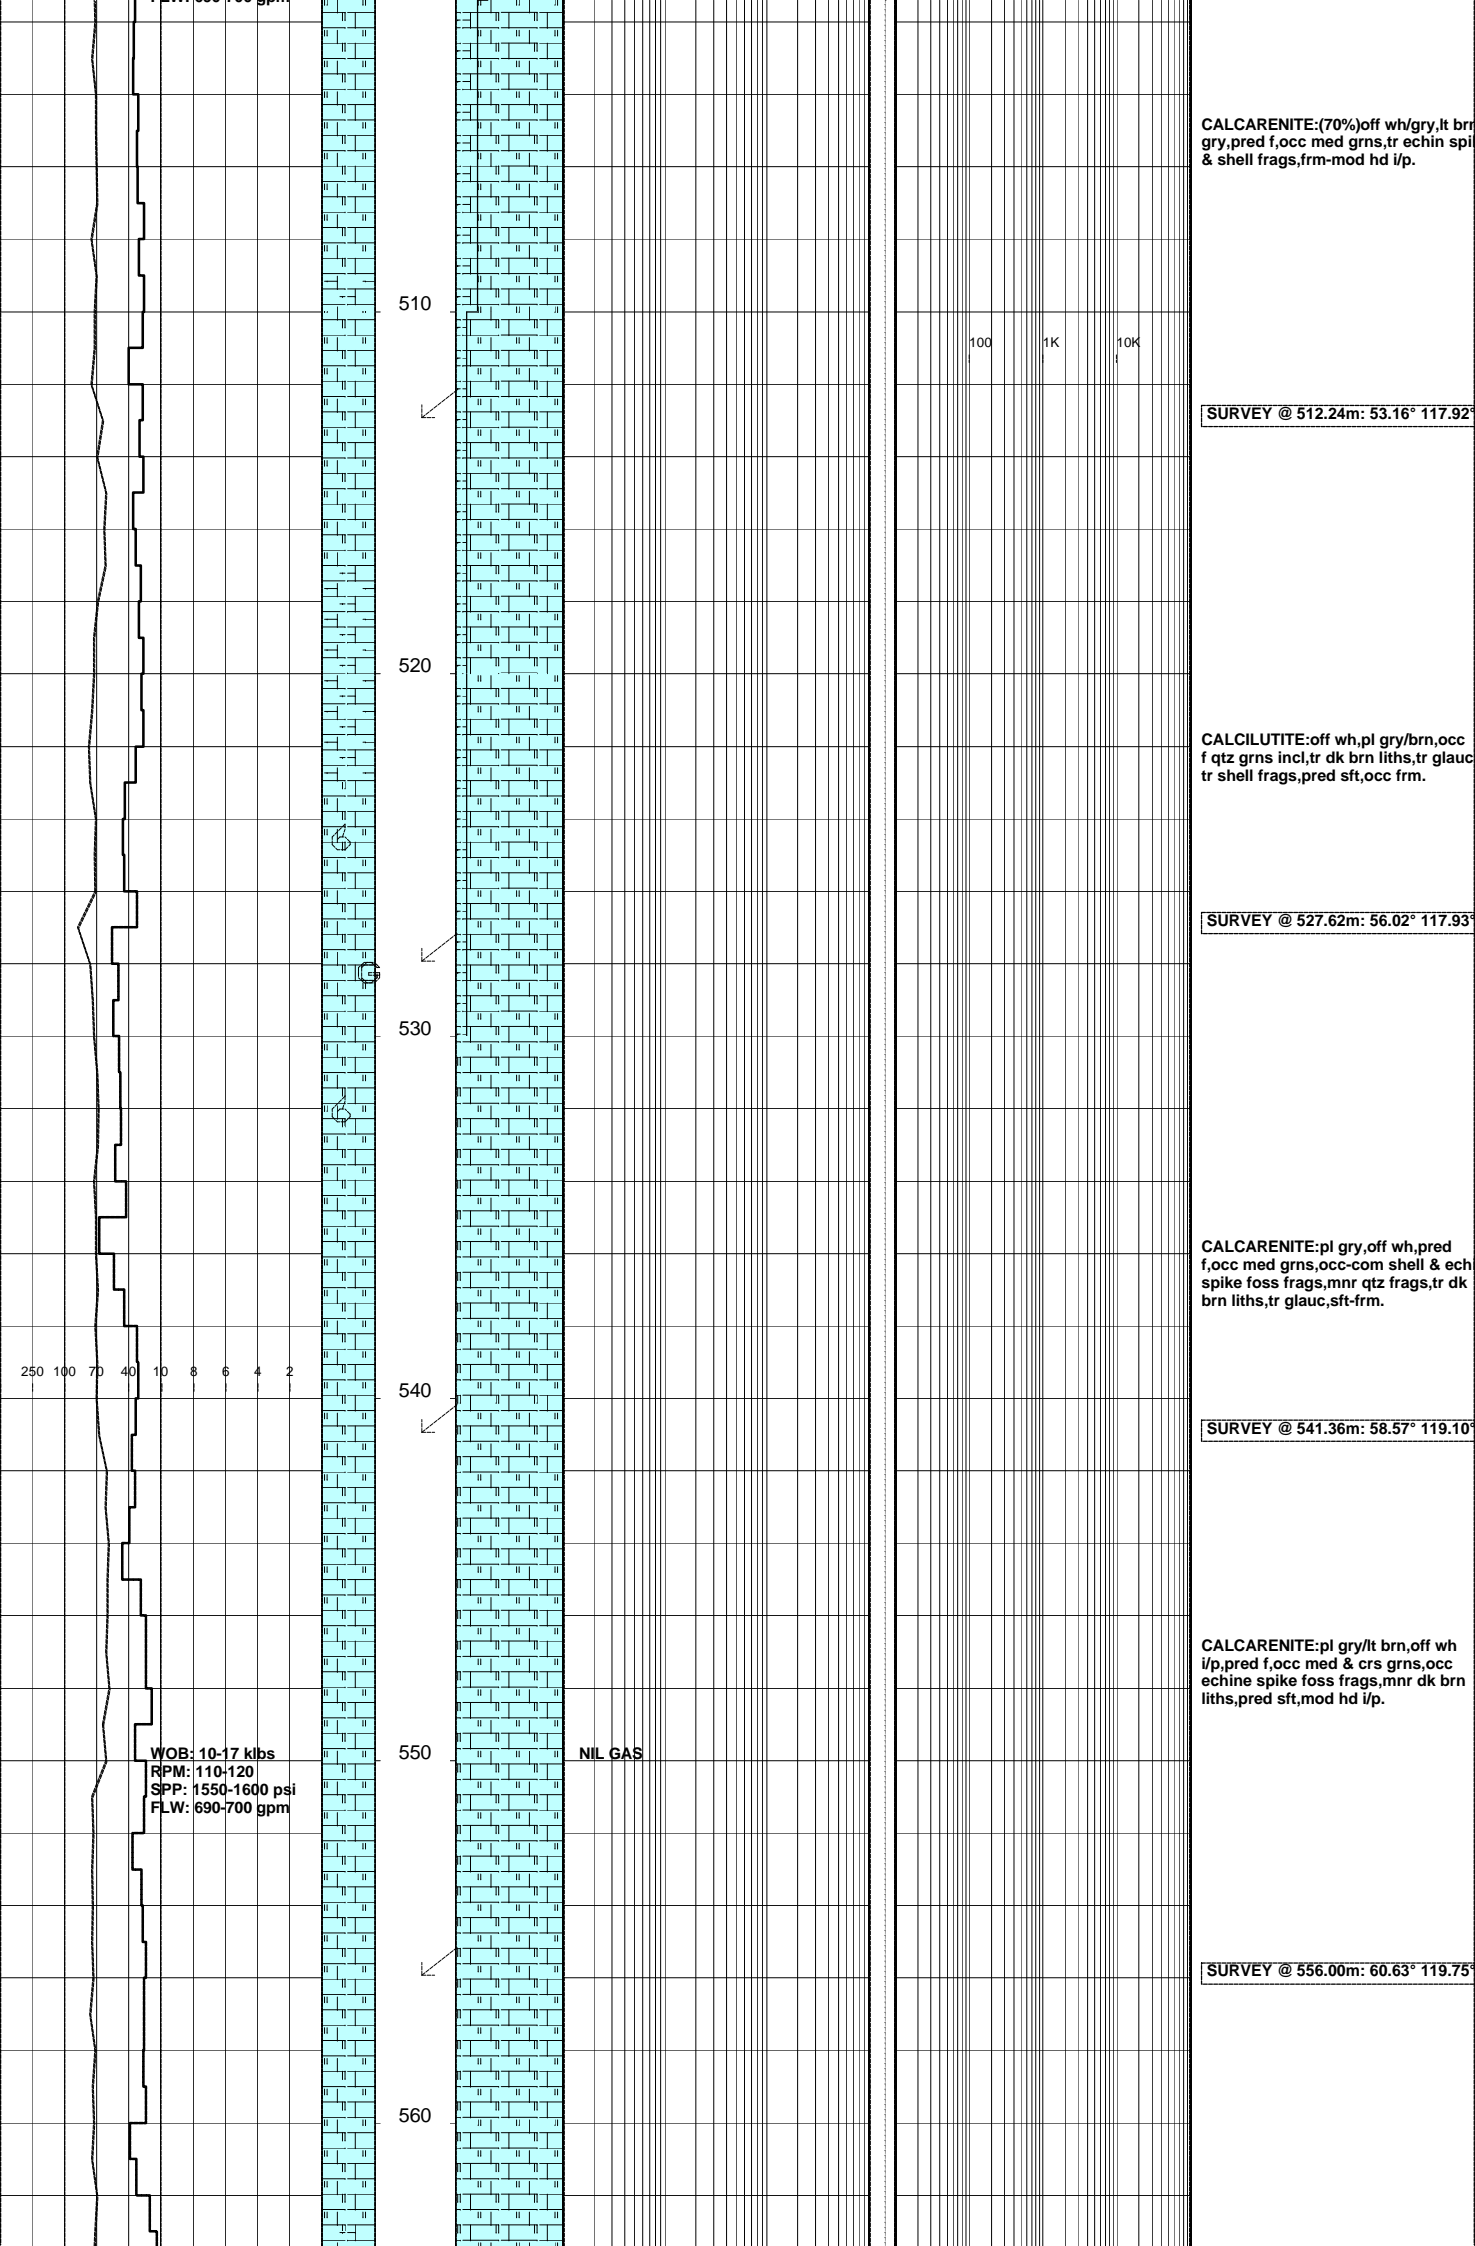 CALCARENITE:(70%)off wh/gry,lt brn
gry,pred f,occ med grns,tr echin
& shell frags,frm-mod hd i/p.
510
100 1K 10K
SURVEY @ 512.24m: 53.16° 117.92°
520
CALCILUTITE:off wh,pl gry/brn,occ
f qtz grns incl,tr dk brn liths,tr glauc
tr shell frags,pred sft,occ frm.
6
SURVEY @ 527.62m: 56.02° 117.93°
G
530
6
CALCARENITE:pl gry,off wh,pred
f,occ med grns,occ-com shell &
spike foss frags,mnr qtz frags,tr dk
brn liths,tr glauc,sft-frm.
250 100 70 40 10 8 6 4 2
540
SURVEY @ 541.36m: 58.57° 119.10°
CALCARENITE:pl gry/lt brn,off wh
i/p,pred f,occ med & crs grns,occ
echine spike foss frags,mnr dk brn
liths,pred sft,mod hd i/p.
WOB: 10-17 klbs
RPM: 110-120
SPP: 1550-1600 psi
FLW: 690-700 gpm
550
NIL GAS
SURVEY @ 556.00m: 60.63° 119.75°
560